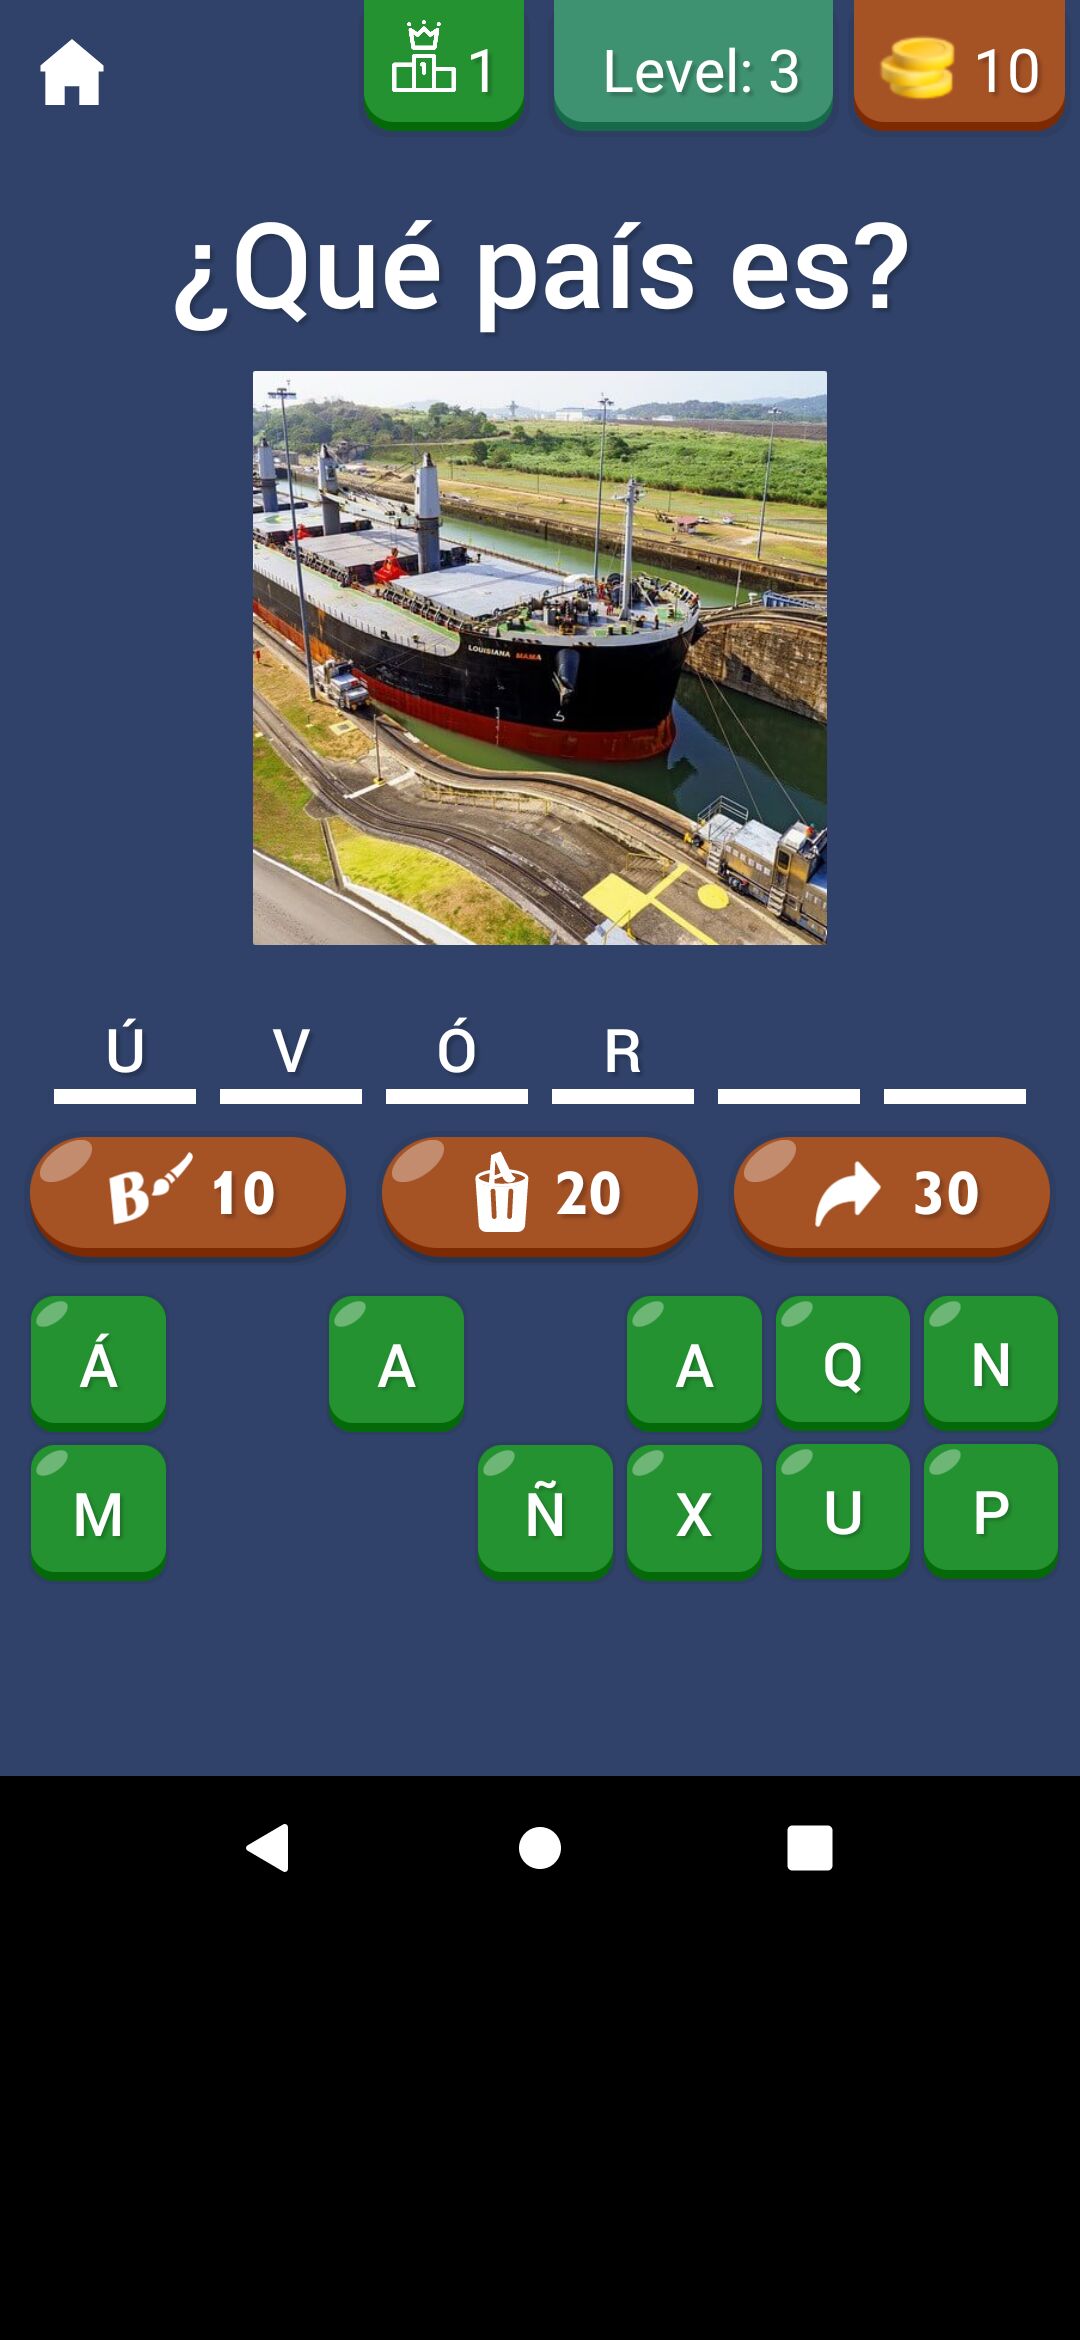 1 Level: 3 10
¿Qué país es?
LOUISIANA MAMA
Ú V Ó R
B 10 20 30
Á A A Q N
M Ñ X U P